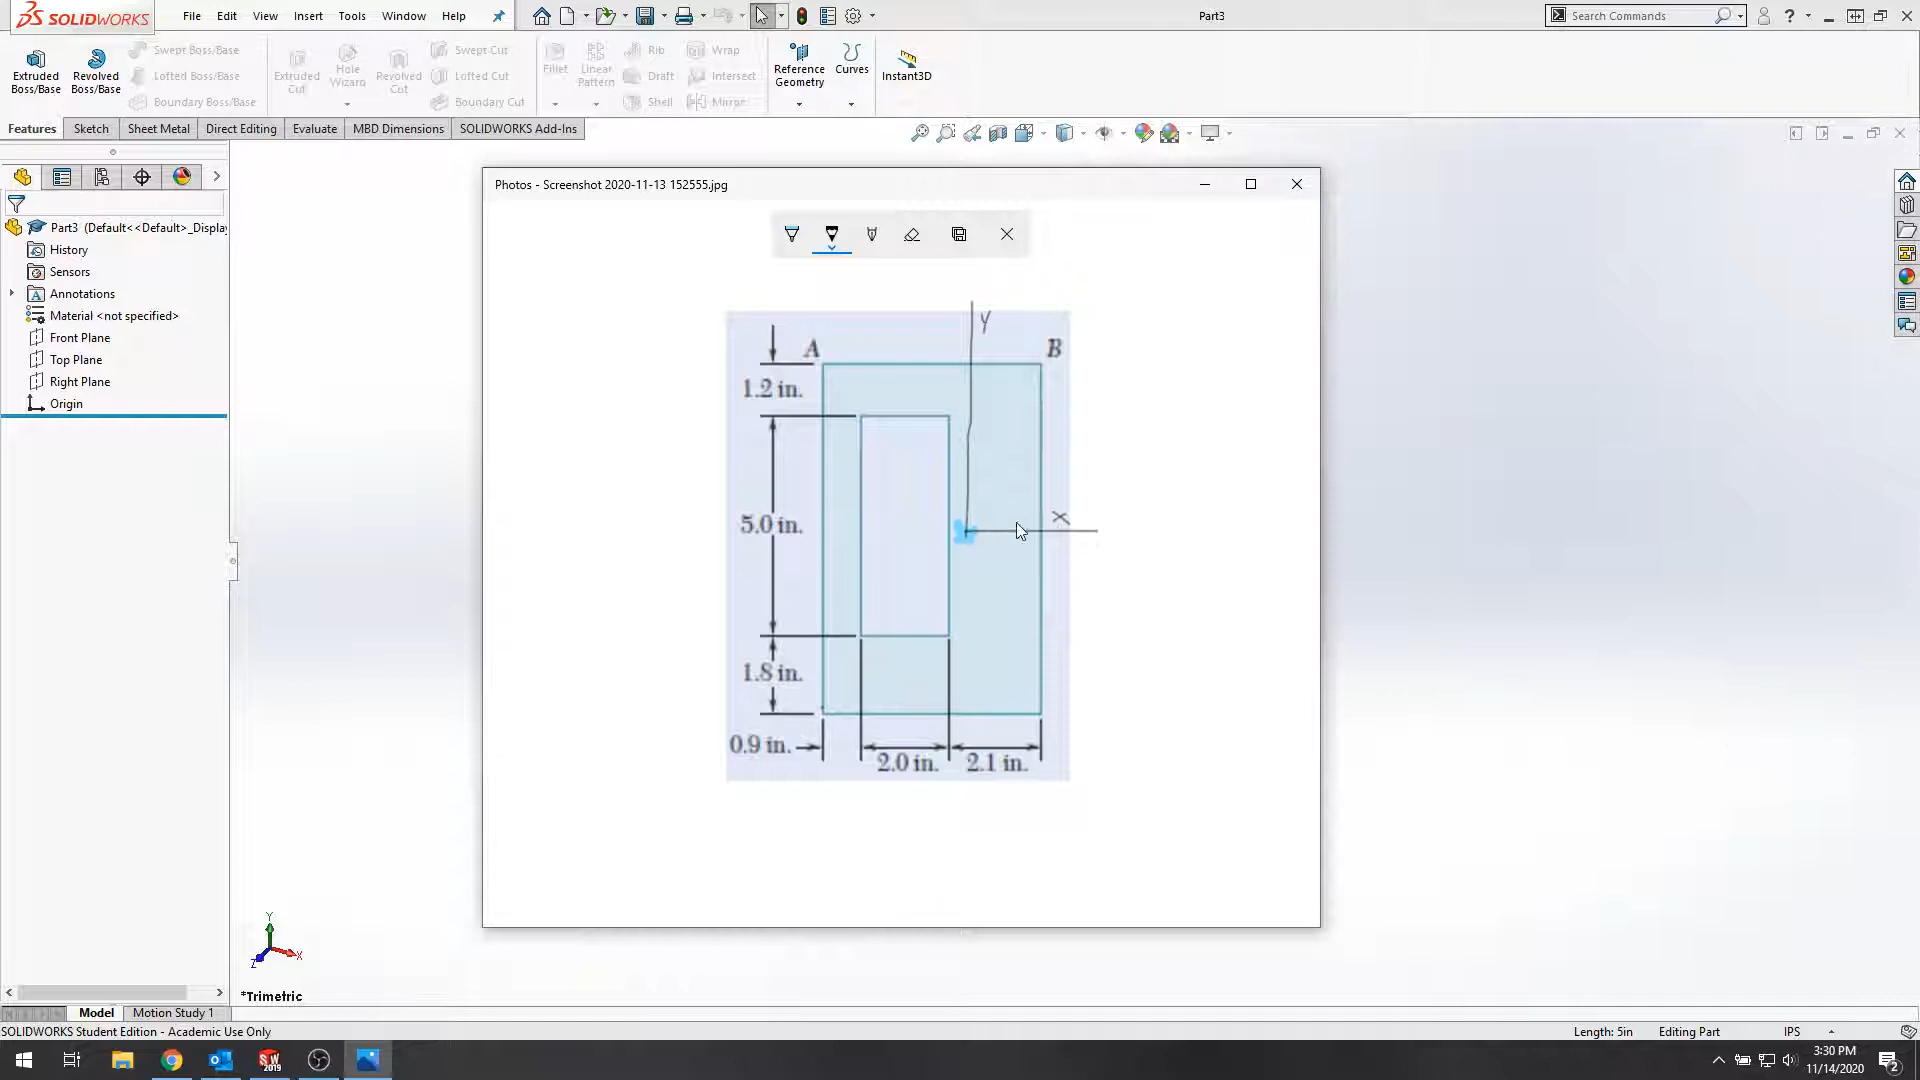 SOLIDWORKS File Edit View Insert Tools Window Help Part3 Search Commands
Extruded Boss/Base
Revolved Boss/Base
Swept Boss/Base
Lofted Boss/Base
Boundary Boss/Base
Extruded Cut
Hole Wizard
Revolved Cut
Swept Cut
Lofted Cut
Boundary Cut
Fillet
Linear Pattern
Rib
Draft
Shell
Wrap
Intersect
Mirror
Reference Geometry
Curves
Instant3D
Features Sketch Sheet Metal Direct Editing Evaluate MBD Dimensions SOLIDWORKS Add-Ins
Photos - Screenshot 2020-11-13 152555.jpg
Part3 (Default<<Default>_Displa
History
Sensors
Annotations
Material <not specified>
Front Plane
Top Plane
Right Plane
Origin
y
A B
1.2 in.
5.0 in.
x
1.8 in.
0.9 in.
2.0 in. 2.1 in.
Y
X
Z
*Trimetric
Model Motion Study 1
SOLIDWORKS Student Edition - Academic Use Only Length: 5in Editing Part IPS
SW 2019
3:30 PM
11/14/2020
2